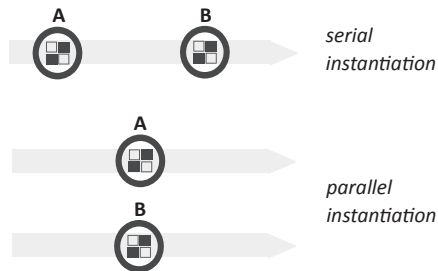 A
B
serial
instantiation
A
B
parallel
instantiation